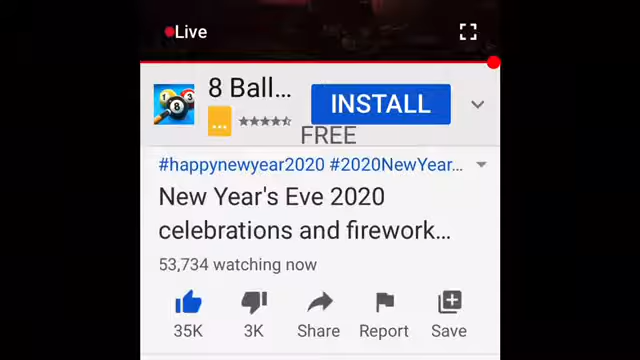 Live
8 Ball...
INSTALL
FREE
#happynewyear2020 #2020NewYear...
New Year's Eve 2020
celebrations and firework...
53,734 watching now
35K 3K Share Report Save